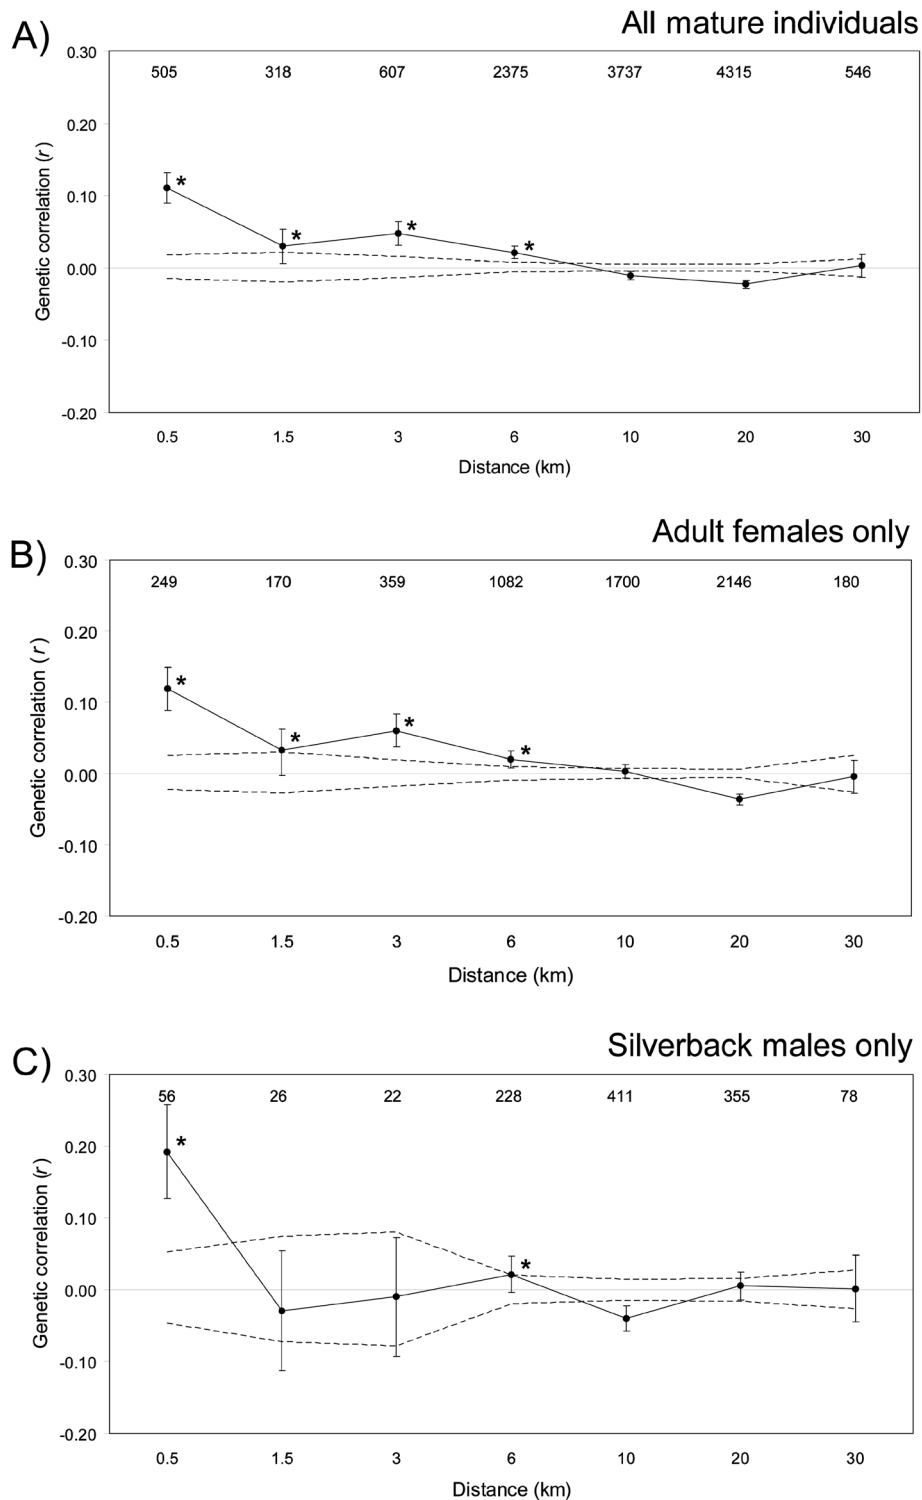 A)
All mature individuals
0.30
505 318 607 2375 3737 4315 546
0.20
*
0.10
* * *
0.00
-0.10
-0.20
Genetic correlation (r)
0.5 1.5 3 6 10 20 30
Distance (km)
B)
Adult females only
0.30
249 170 359 1082 1700 2146 180
0.20
*
0.10
* * *
0.00
-0.10
-0.20
Genetic correlation (r)
0.5 1.5 3 6 10 20 30
Distance (km)
C)
Silverback males only
0.30
56 26 22 228 411 355 78
0.20
*
0.10
*
0.00
-0.10
-0.20
Genetic correlation (r)
0.5 1.5 3 6 10 20 30
Distance (km)